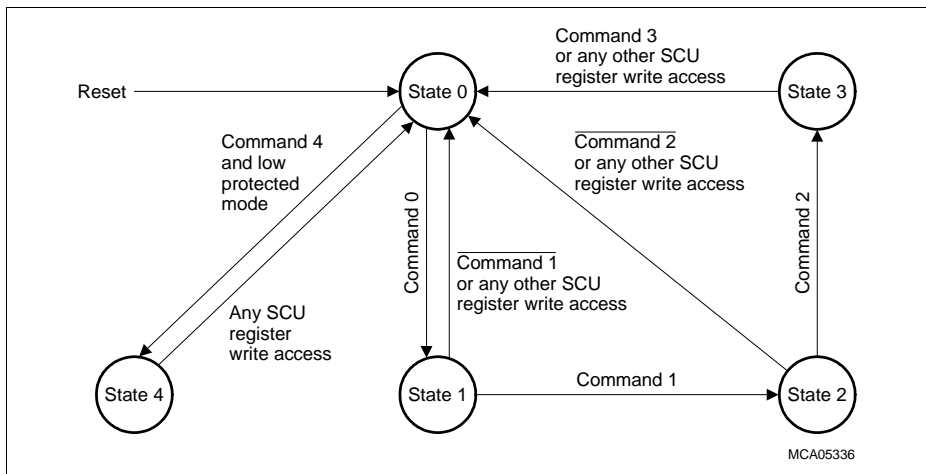 Command 3
or any other SCU
register write access
Reset
State 0
State 3
Command 4
and low
protected
mode
Command 0
Command 2
or any other SCU
register write access
Command 2
Command 1
or any other SCU
register write access
Any SCU
register
write access
State 4
State 1
Command 1
State 2
MCA05336